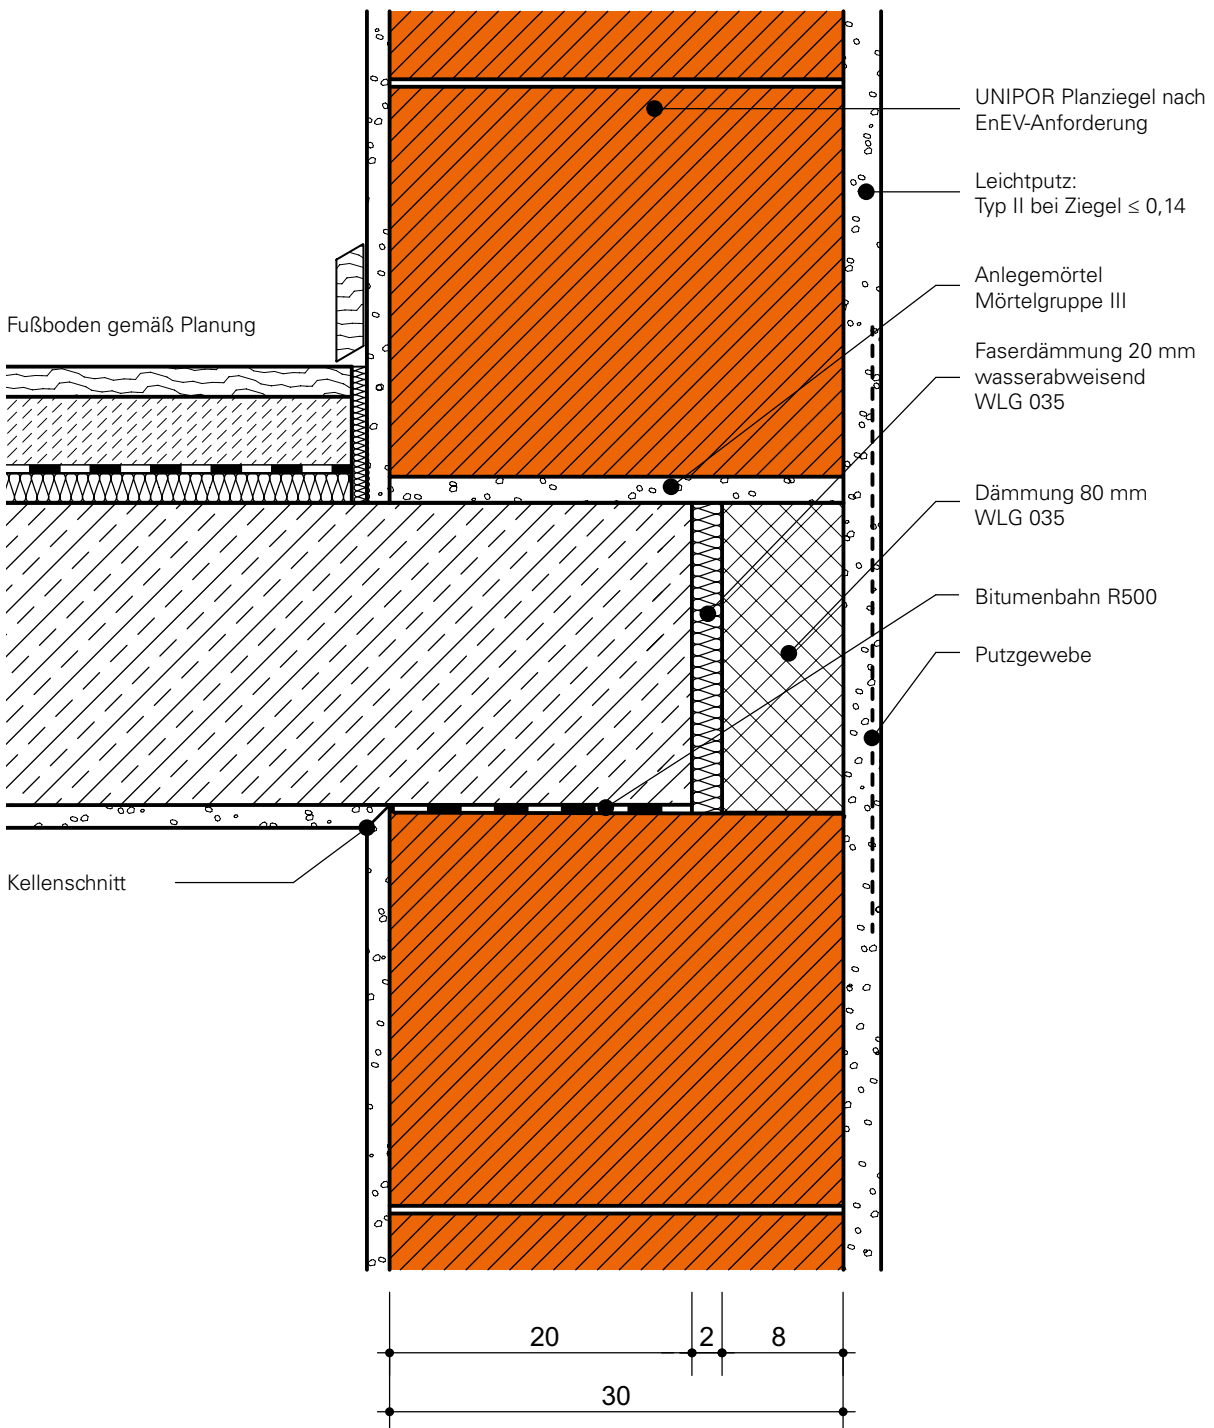 UNIPOR Planziegel nach
EnEV-Anforderung
Leichtputz:
Typ II bei Ziegel ≤ 0,14
Anlegemörtel
Mörtelgruppe III
Fußboden gemäß Planung
Faserdämmung 20 mm
wasserabweisend
WLG 035
Dämmung 80 mm
WLG 035
Bitumenbahn R500
Putzgewebe
Kellenschnitt
20 2 8
30